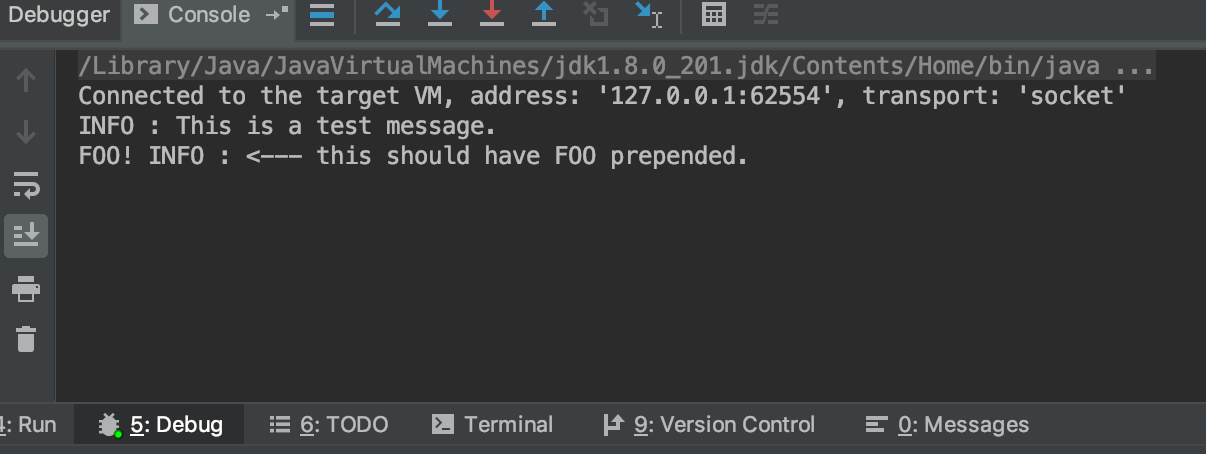 Debugger Console
/Library/Java/JavaVirtualMachines/jdk1.8.0_201.jdk/Contents/Home/bin/java ...
Connected to the target VM, address: '127.0.0.1:62554', transport: 'socket'
INFO : This is a test message.
FOO! INFO : <--- this should have FOO prepended.
4: Run 5: Debug 6: TODO Terminal 9: Version Control 0: Messages